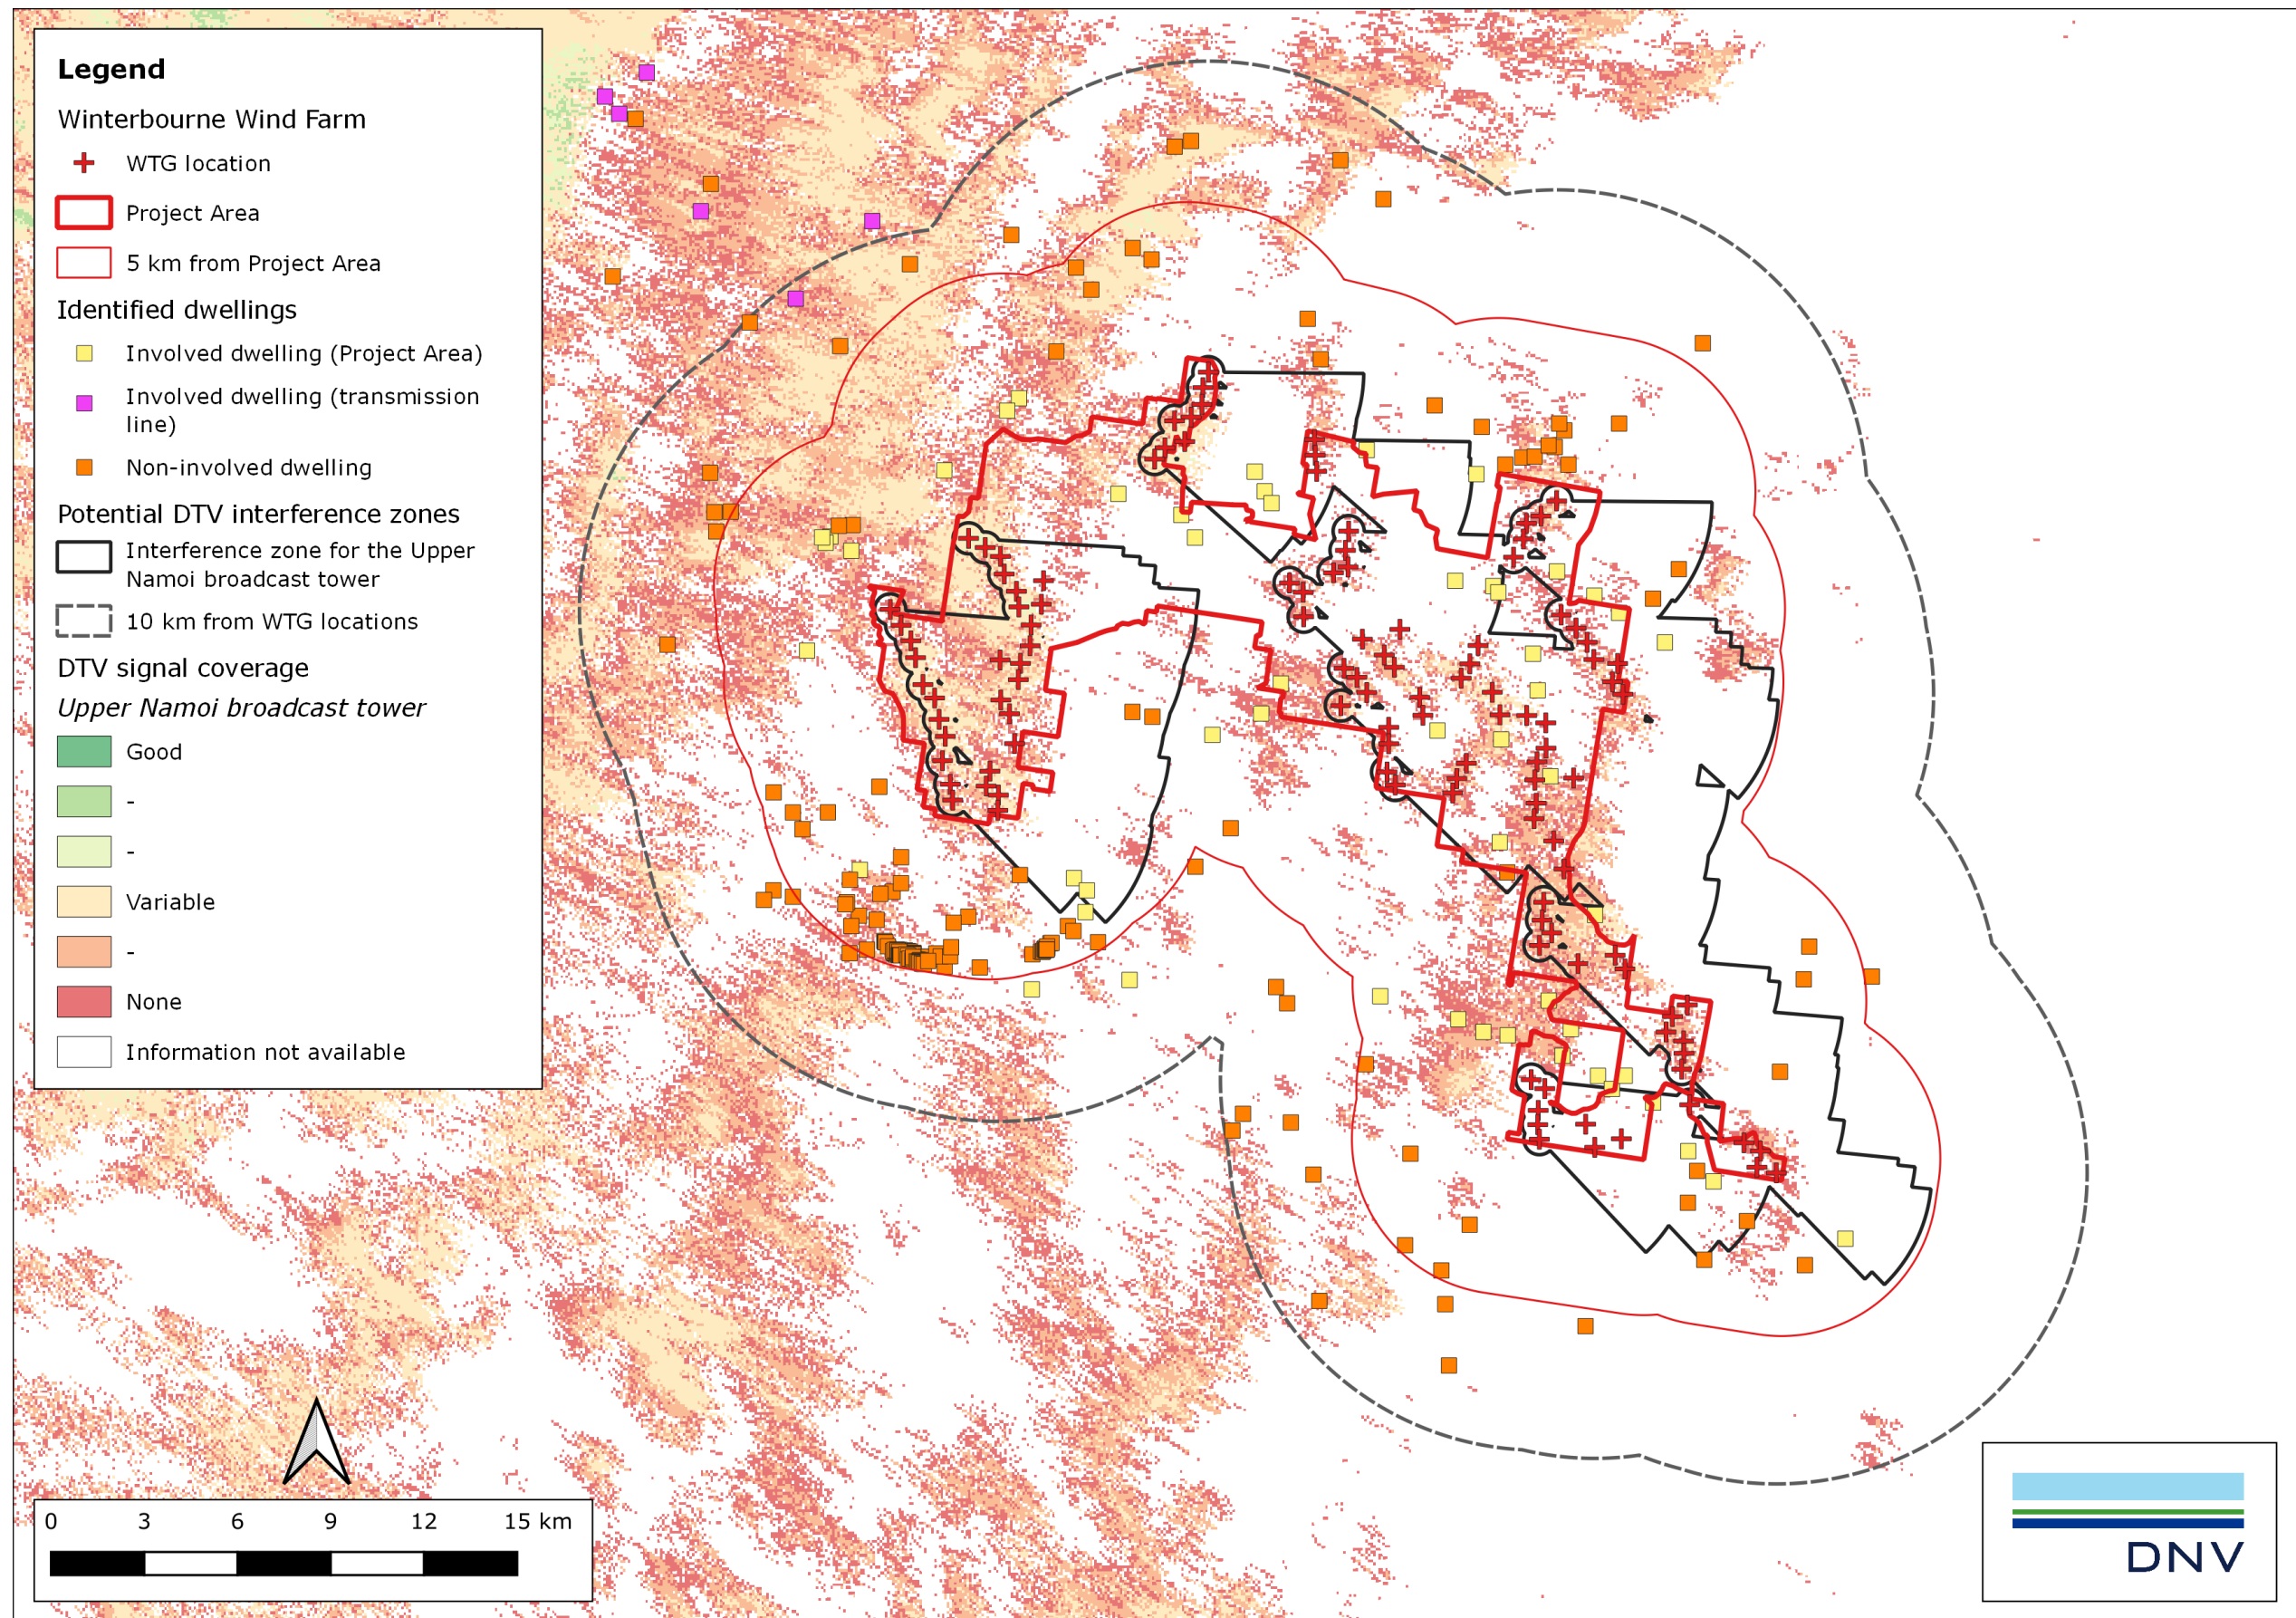 Legend
Winterbourne Wind Farm
WTG location
Project Area
5 km from Project Area
Identified dwellings
Involved dwelling (Project Area)
Involved dwelling (transmission
line)
Non-involved dwelling
Potential DTV interference zones
Interference zone for the Upper
Namoi broadcast tower
10 km from WTG locations
DTV signal coverage
Upper Namoi broadcast tower
Good
-
-
Variable
-
None
Information not available
0 3 6 9 12 15 km
DNV